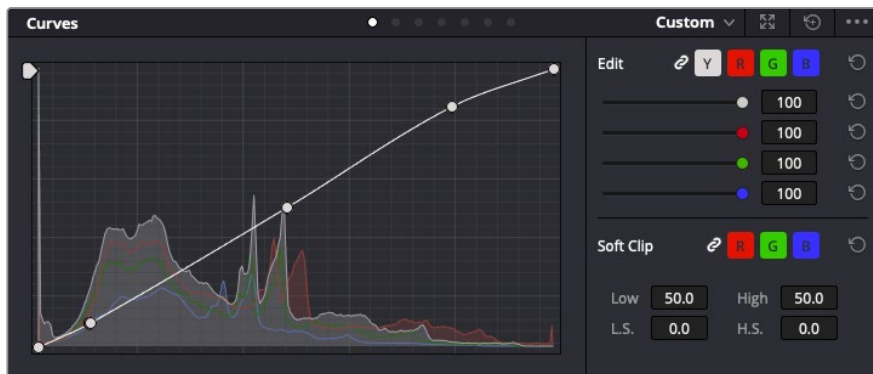 Curves
Custom
Edit Y R G B
100
100
100
100
Soft Clip R G B
Low 50.0 High 50.0
L.S. 0.0 H.S. 0.0